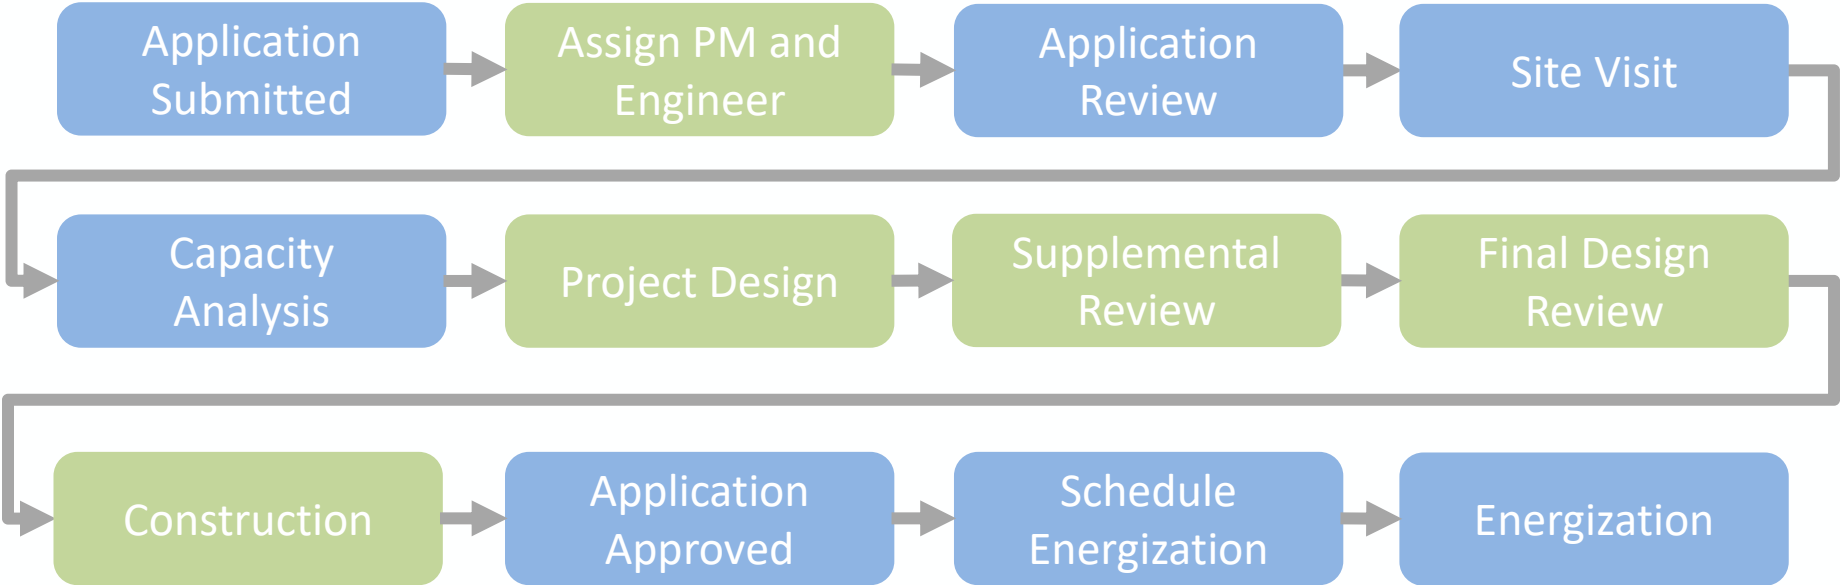 Application
Submitted
Assign PM and
Engineer
Application
Review
Site Visit
Capacity
Analysis
Project Design
Supplemental
Review
Final Design
Review
Construction
Application
Approved
Schedule
Energization
Energization